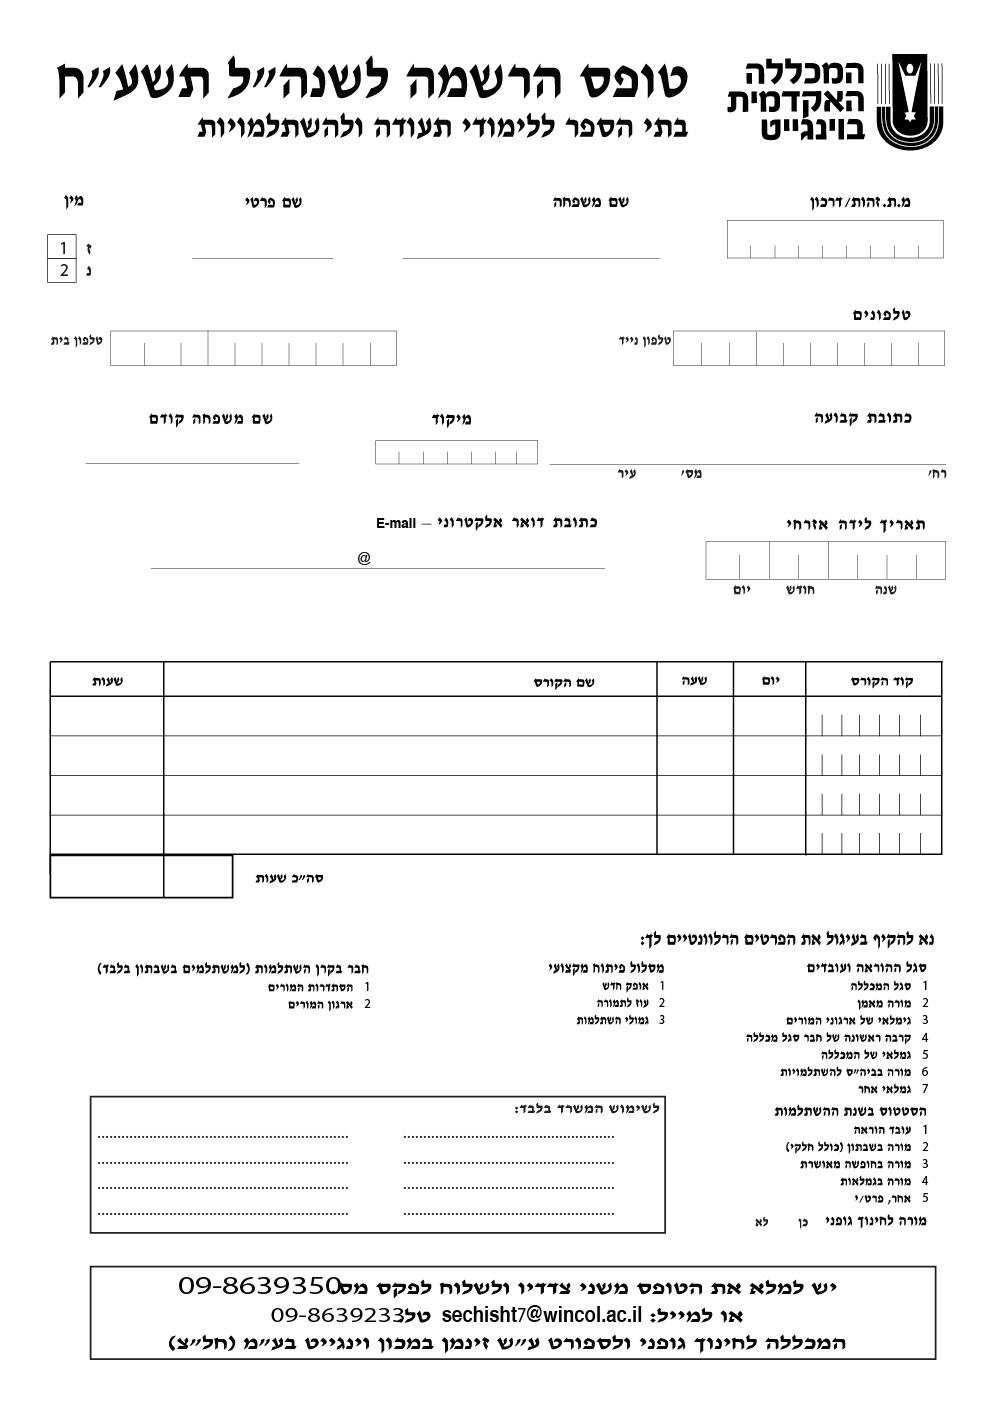 המכללה
האקדמית
בוינגייט
טופס הרשמה לשנה״ל תשע״ח
בתי הספר ללימודי תעודה ולהשתלמויות
מ.ת. זהות/דרכון שם משפחה שם פרטי מין
ז 1
נ 2
טלפונים
טלפון נייד טלפון בית
כתובת קבועה מיקוד שם משפחה קודם
רח׳ מס׳ עיר
תאריך לידה אזרחי כתובת דואר אלקטרוני – E-mail
@
שנה חודש יום
קוד הקורס יום שעה שם הקורס שעות
סה״כ שעות
נא להקיף בעיגול את הפרטים הרלוונטיים לך:
סגל ההוראה ועובדים
1 סגל המכללה
2 מורה מאמן
3 גימלאי של ארגוני המורים
4 קרבה ראשונה של חבר סגל מכללה
5 גמלאי של המכללה
6 מורה בביה״ס להשתלמויות
7 גמלאי אחר
הסטטוס בשנת ההשתלמות
1 עובד הוראה
2 מורה בשבתון (כולל חלקי)
3 מורה בחופשה מאושרת
4 מורה בגמלאות
5 אחר, פרט/י
מורה לחינוך גופני כן לא
מסלול פיתוח מקצועי
1 אופק חדש
2 עוז לתמורה
3 גמולי השתלמות
חבר בקרן השתלמות (למשתלמים בשבתון בלבד)
1 הסתדרות המורים
2 ארגון המורים
לשימוש המשרד בלבד:
יש למלא את הטופס משני צדדיו ולשלוח לפקס מס 09-8639350
או למייל: sechisht7@wincol.ac.il טל 09-8639233
המכללה לחינוך גופני ולספורט ע״ש זינמן במכון וינגייט בע״מ (חל״צ)